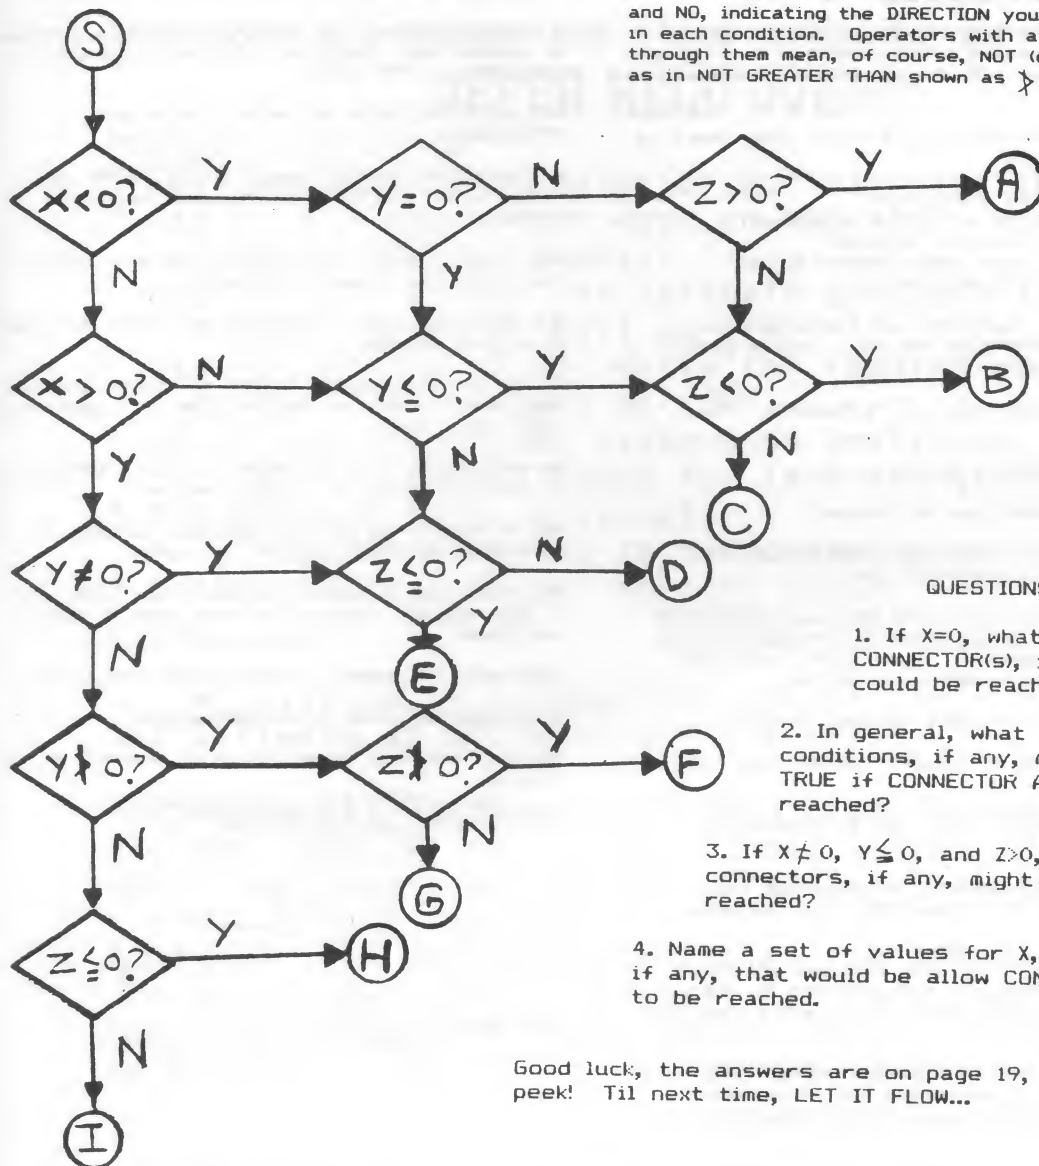 and NO, indicating the DIRECTION you
in each condition. Operators with a
through them mean, of course, NOT
as in NOT GREATER THAN shown as ≯
S
X<0? Y Y=0? N Z>0? Y A
N Y N
X>0? N Y≦0? Y Z<0? Y B
Y N N
C
Y≠0? Y Z≦0? N D
N Y
E
Y≯0? Y Z≯0? Y F
N N
G
Z≦0? Y H
N
I
QUESTIONS
1. If X=0, what
CONNECTOR(s),
could be
2. In general, what
conditions, if any,
TRUE if CONNECTOR A
reached?
3. If X≠0, Y≦0, and Z>0,
connectors, if any, might
reached?
4. Name a set of values for X,
if any, that would be allow
to be reached.
Good luck, the answers are on page 19,
peek! Til next time, LET IT FLOW...